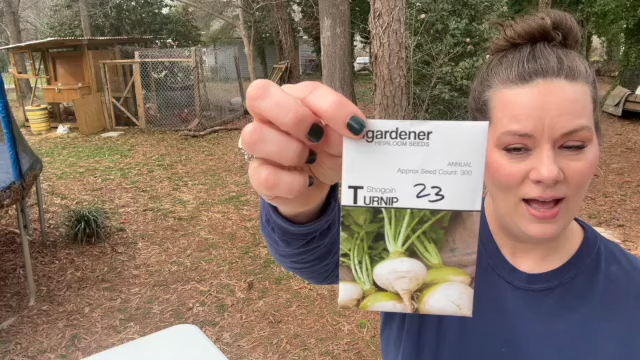 gardener
HEIRLOOM SEEDS
ANNUAL
Approx Seed Count: 300
Shogoin
TURNIP 23